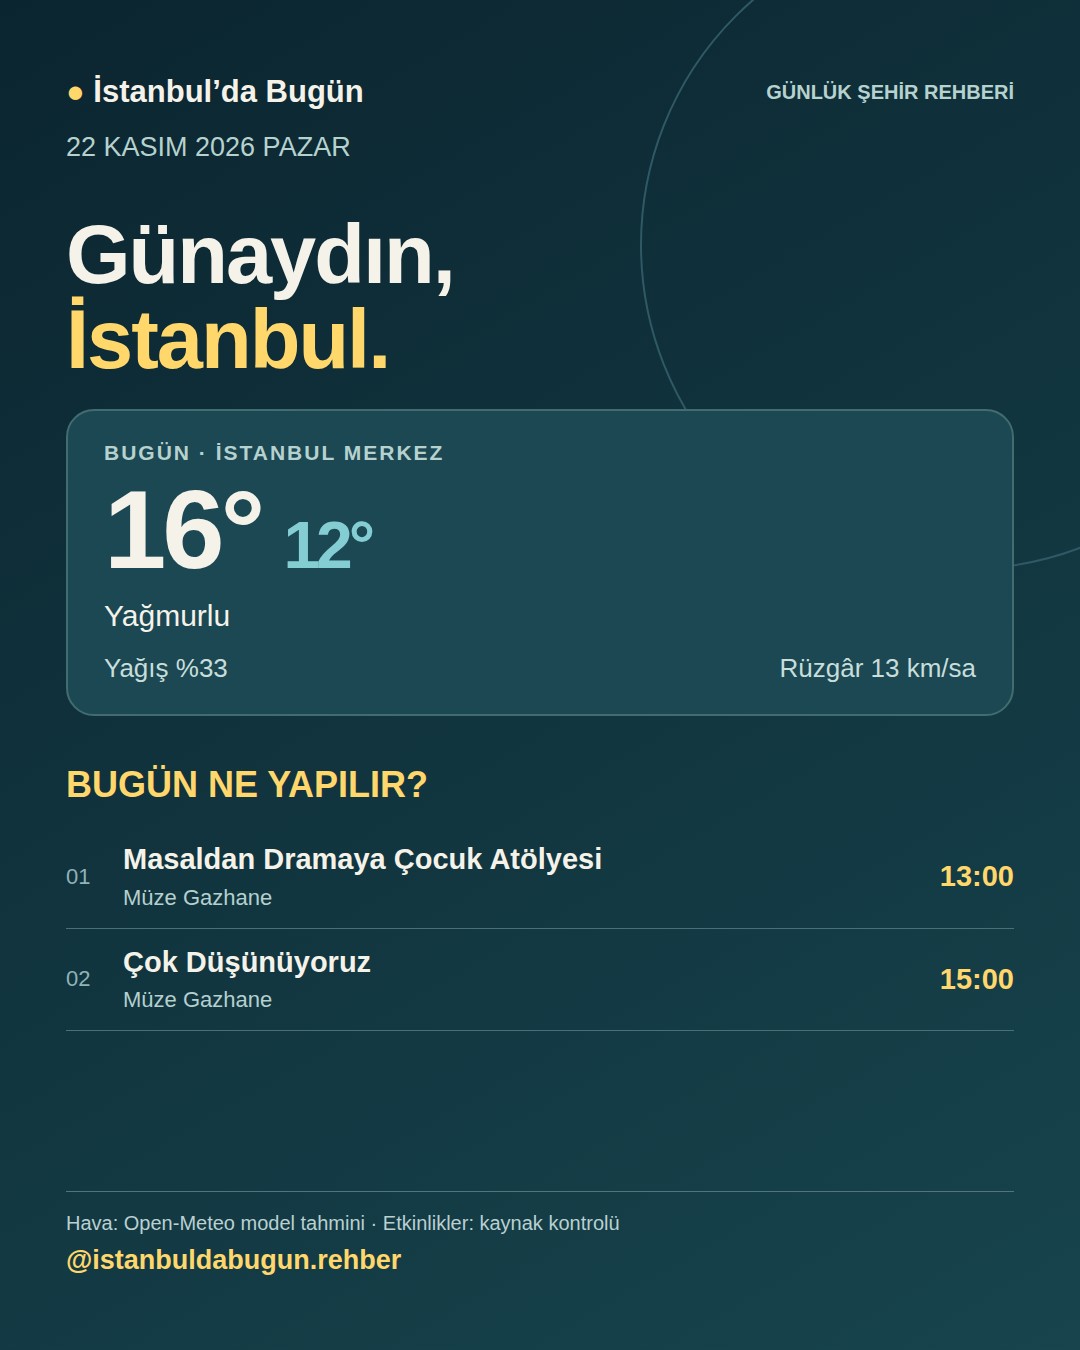 ● İstanbul’da Bugün
GÜNLÜK ŞEHİR REHBERİ
22 KASIM 2026 PAZAR
Günaydın,
İstanbul.
BUGÜN · İSTANBUL MERKEZ
16° 12°
Yağmurlu
Yağış %33
Rüzgâr 13 km/sa
BUGÜN NE YAPILIR?
01
Masaldan Dramaya Çocuk Atölyesi
Müze Gazhane
13:00
02
Çok Düşünüyoruz
Müze Gazhane
15:00
Hava: Open-Meteo model tahmini · Etkinlikler: kaynak kontrolü
@istanbuldabugun.rehber